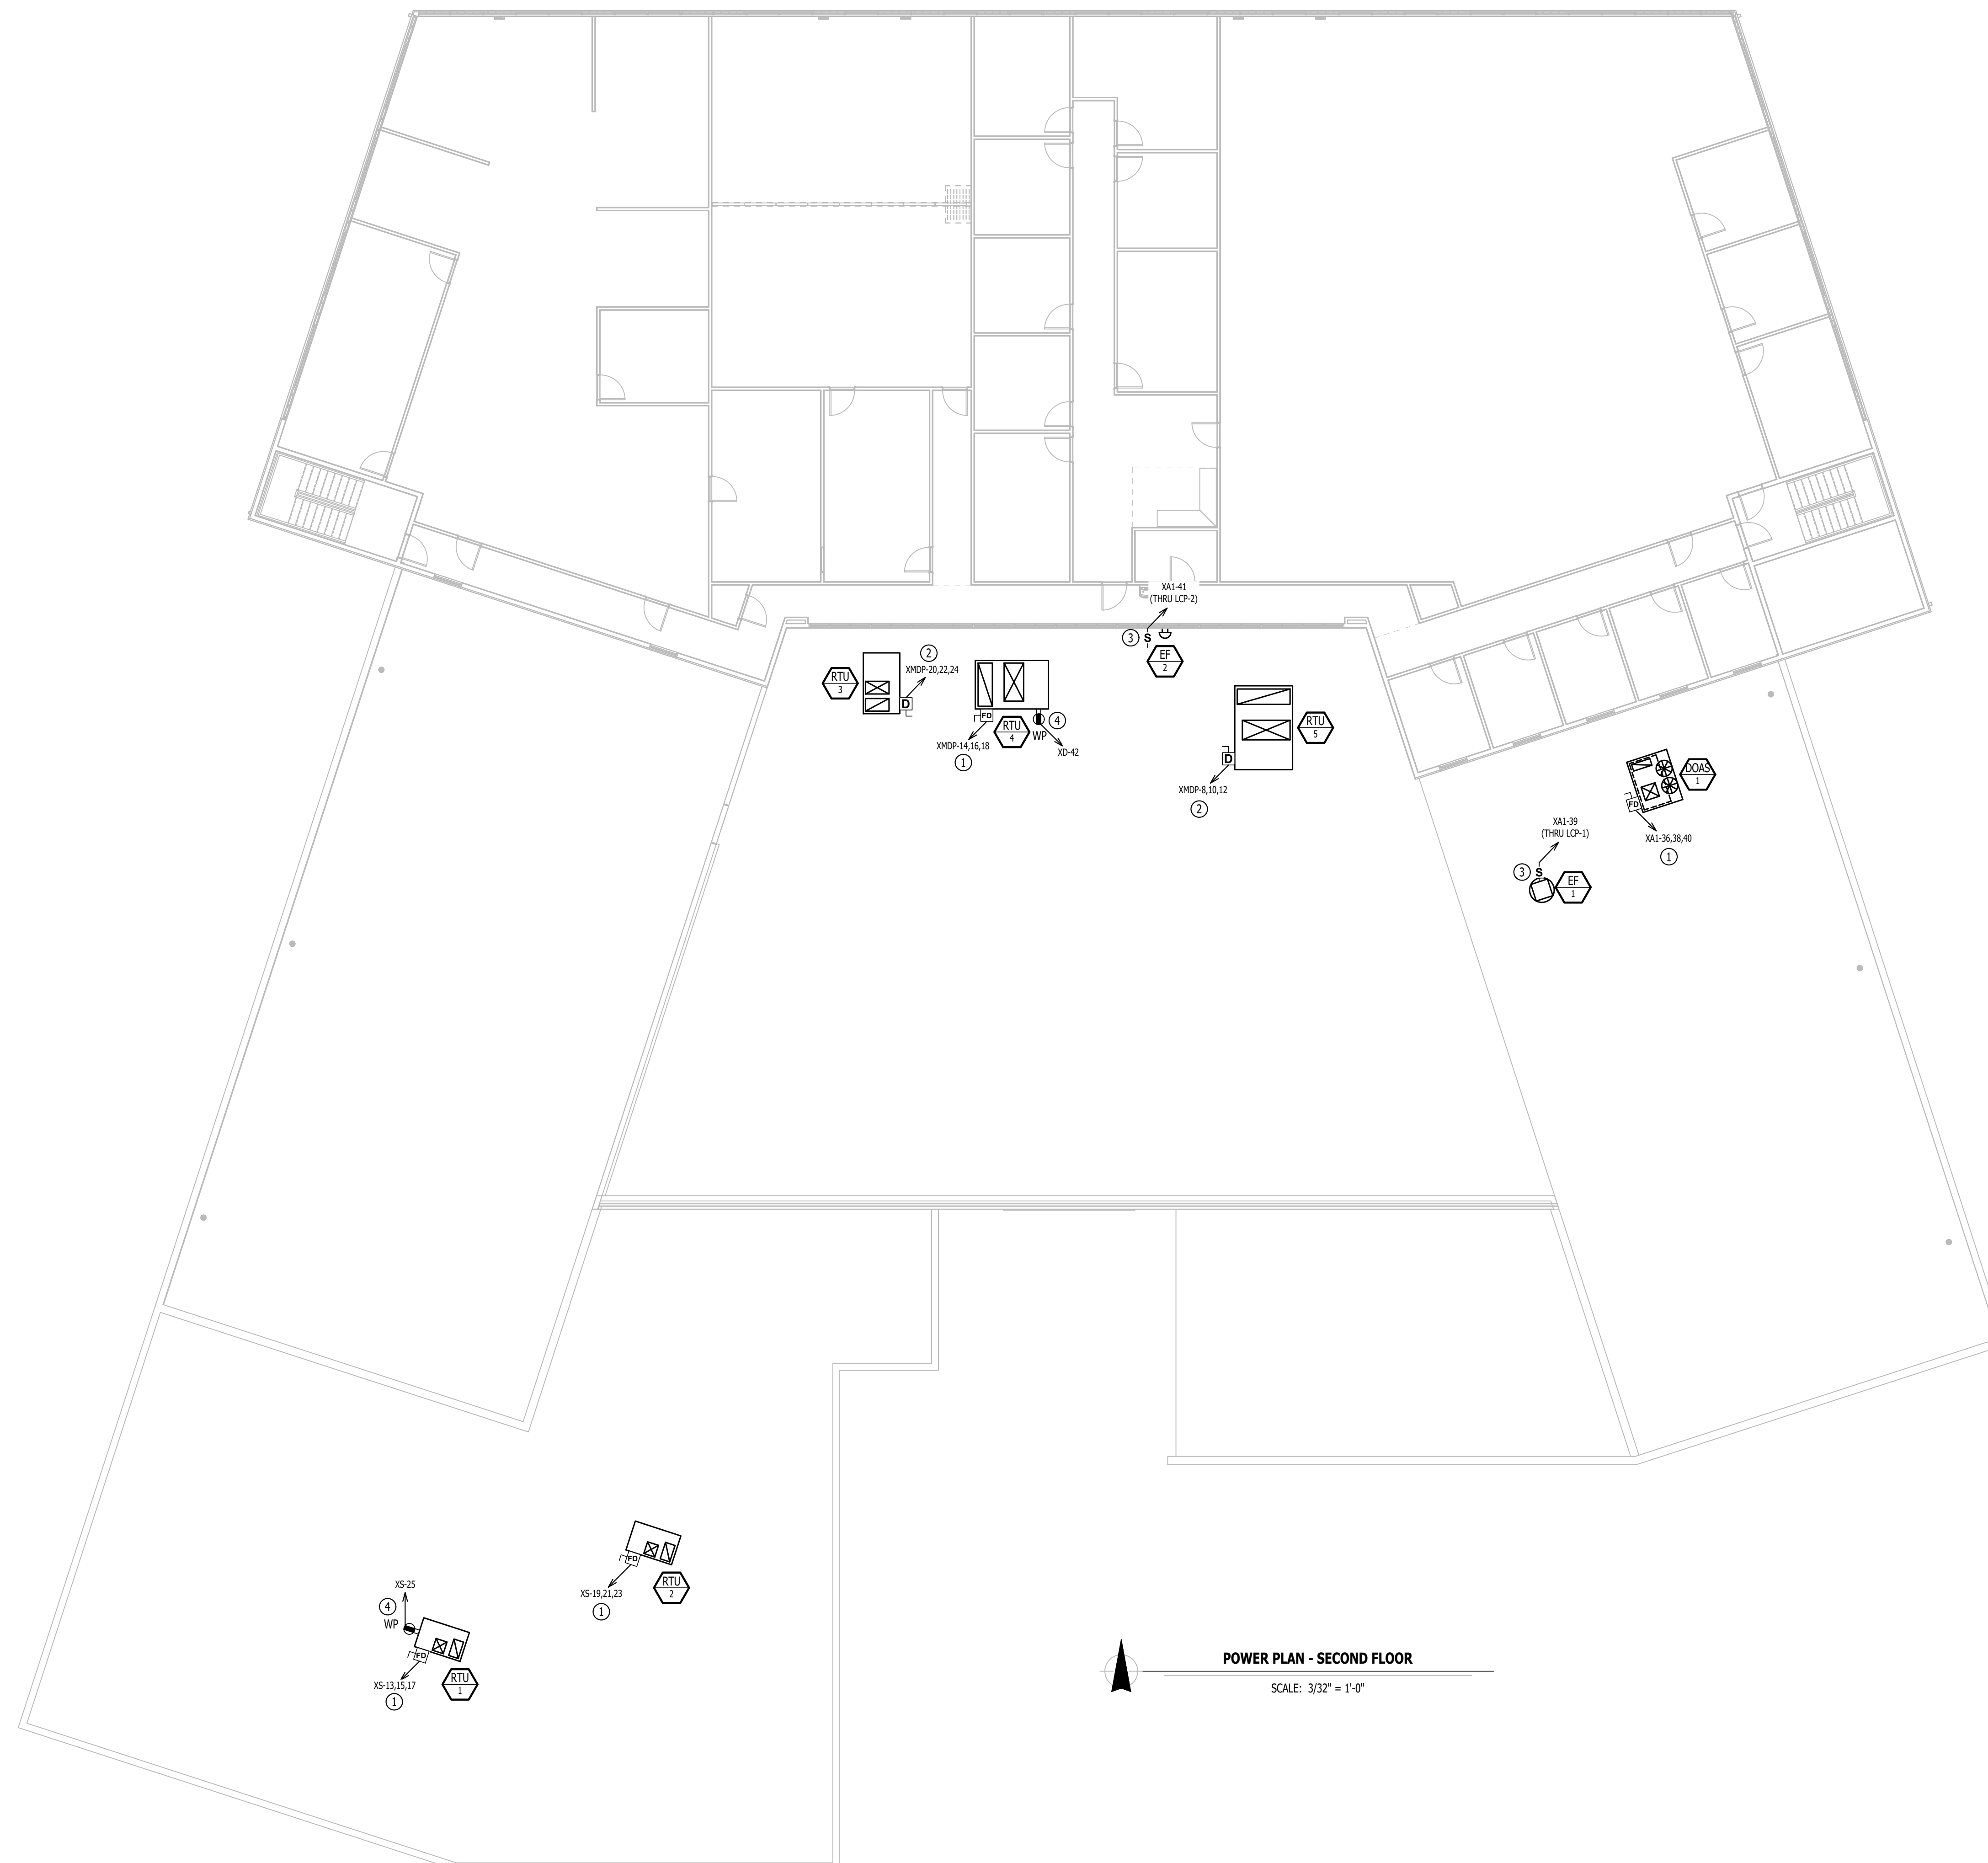 XA1-41
(THRU LCP-2)
3
S
EF
2
2
XMDP-20,22,24
RTU
3
D
FD
RTU
4
4
WP
XMDP-14,16,18
XD-42
1
RTU
5
D
XMDP-8,10,12
2
DOAS
1
FD
XA1-39
(THRU LCP-1)
XA1-36,38,40
1
3
S
EF
1
FD
XS-19,21,23
1
RTU
2
XS-25
4
WP
FD
XS-13,15,17
1
RTU
1
POWER PLAN - SECOND FLOOR
SCALE: 3/32" = 1'-0"